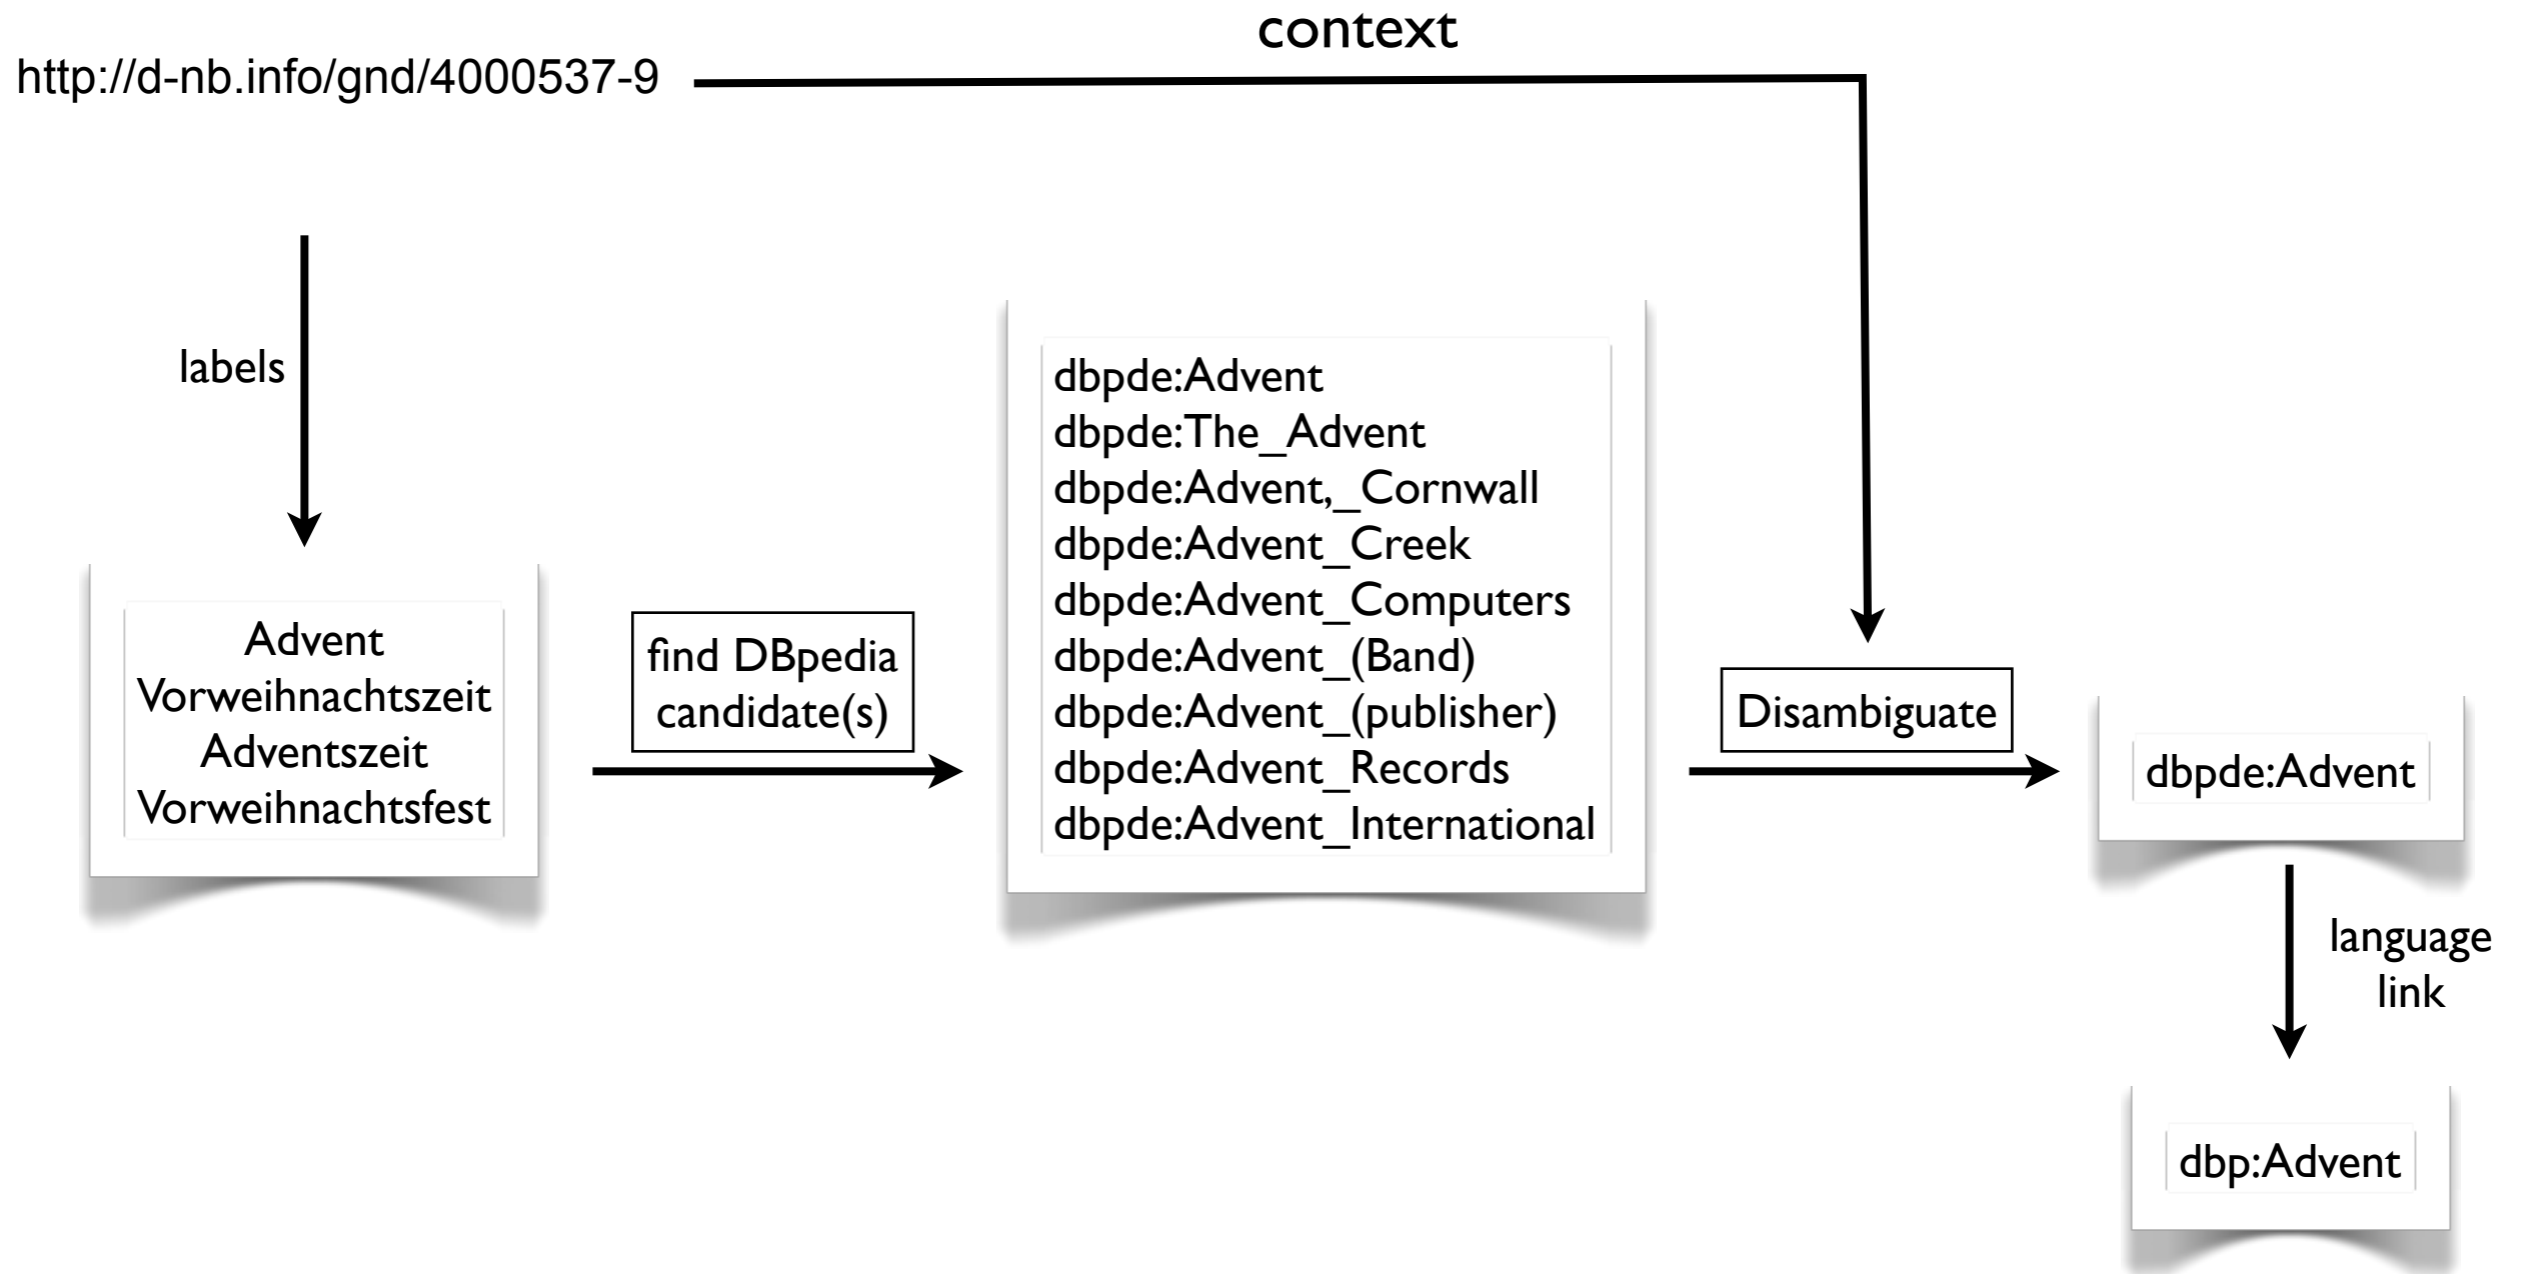 context
http://d-nb.info/gnd/4000537-9
labels
Advent
Vorweihnachtszeit
Adventszeit
Vorweihnachtsfest
find DBpedia
candidate(s)
dbpde:Advent
dbpde:The_Advent
dbpde:Advent,_Cornwall
dbpde:Advent_Creek
dbpde:Advent_Computers
dbpde:Advent_(Band)
dbpde:Advent_(publisher)
dbpde:Advent_Records
dbpde:Advent_International
Disambiguate
dbpde:Advent
language
link
dbp:Advent